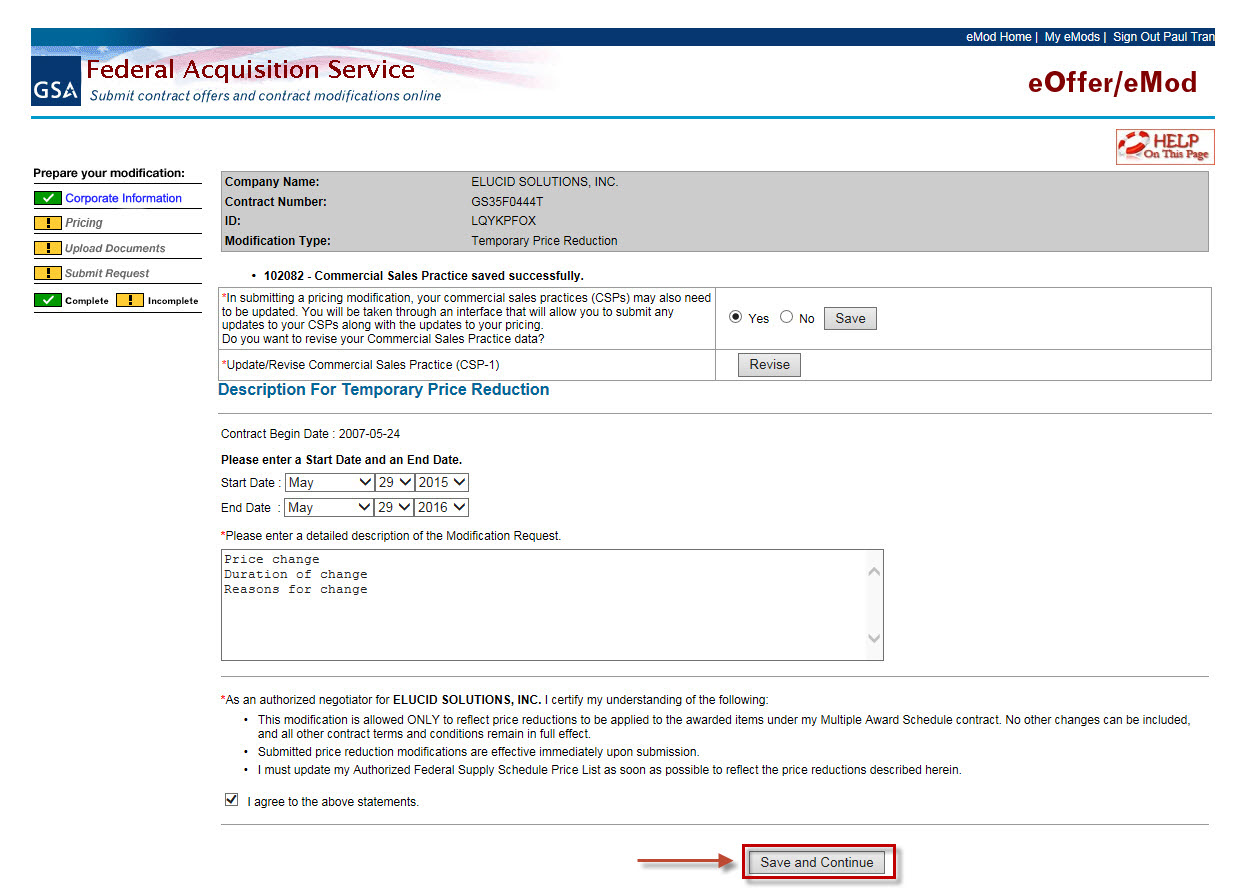 eMod Home | My eMods | Sign Out Paul Tran
GSA
Federal Acquisition Service
Submit contract offers and contract modifications online
eOffer/eMod
HELP
On This Page
Prepare your modification:
Corporate Information
! Pricing
! Upload Documents
! Submit Request
Complete ! Incomplete
Company Name: ELUCID SOLUTIONS, INC.
Contract Number: GS35F0444T
ID: LQYKPFOX
Modification Type: Temporary Price Reduction
• 102082 - Commercial Sales Practice saved successfully.
*In submitting a pricing modification, your commercial sales practices (CSPs) may also need
to be updated. You will be taken through an interface that will allow you to submit any
updates to your CSPs along with the updates to your pricing.
Do you want to revise your Commercial Sales Practice data?
Yes No Save
*Update/Revise Commercial Sales Practice (CSP-1) Revise
Description For Temporary Price Reduction
Contract Begin Date : 2007-05-24
Please enter a Start Date and an End Date.
Start Date : May 29 2015
End Date : May 29 2016
*Please enter a detailed description of the Modification Request.
Price change
Duration of change
Reasons for change
*As an authorized negotiator for ELUCID SOLUTIONS, INC. I certify my understanding of the following:
• This modification is allowed ONLY to reflect price reductions to be applied to the awarded items under my Multiple Award Schedule contract. No other changes can be included,
and all other contract terms and conditions remain in full effect.
• Submitted price reduction modifications are effective immediately upon submission.
• I must update my Authorized Federal Supply Schedule Price List as soon as possible to reflect the price reductions described herein.
I agree to the above statements.
Save and Continue